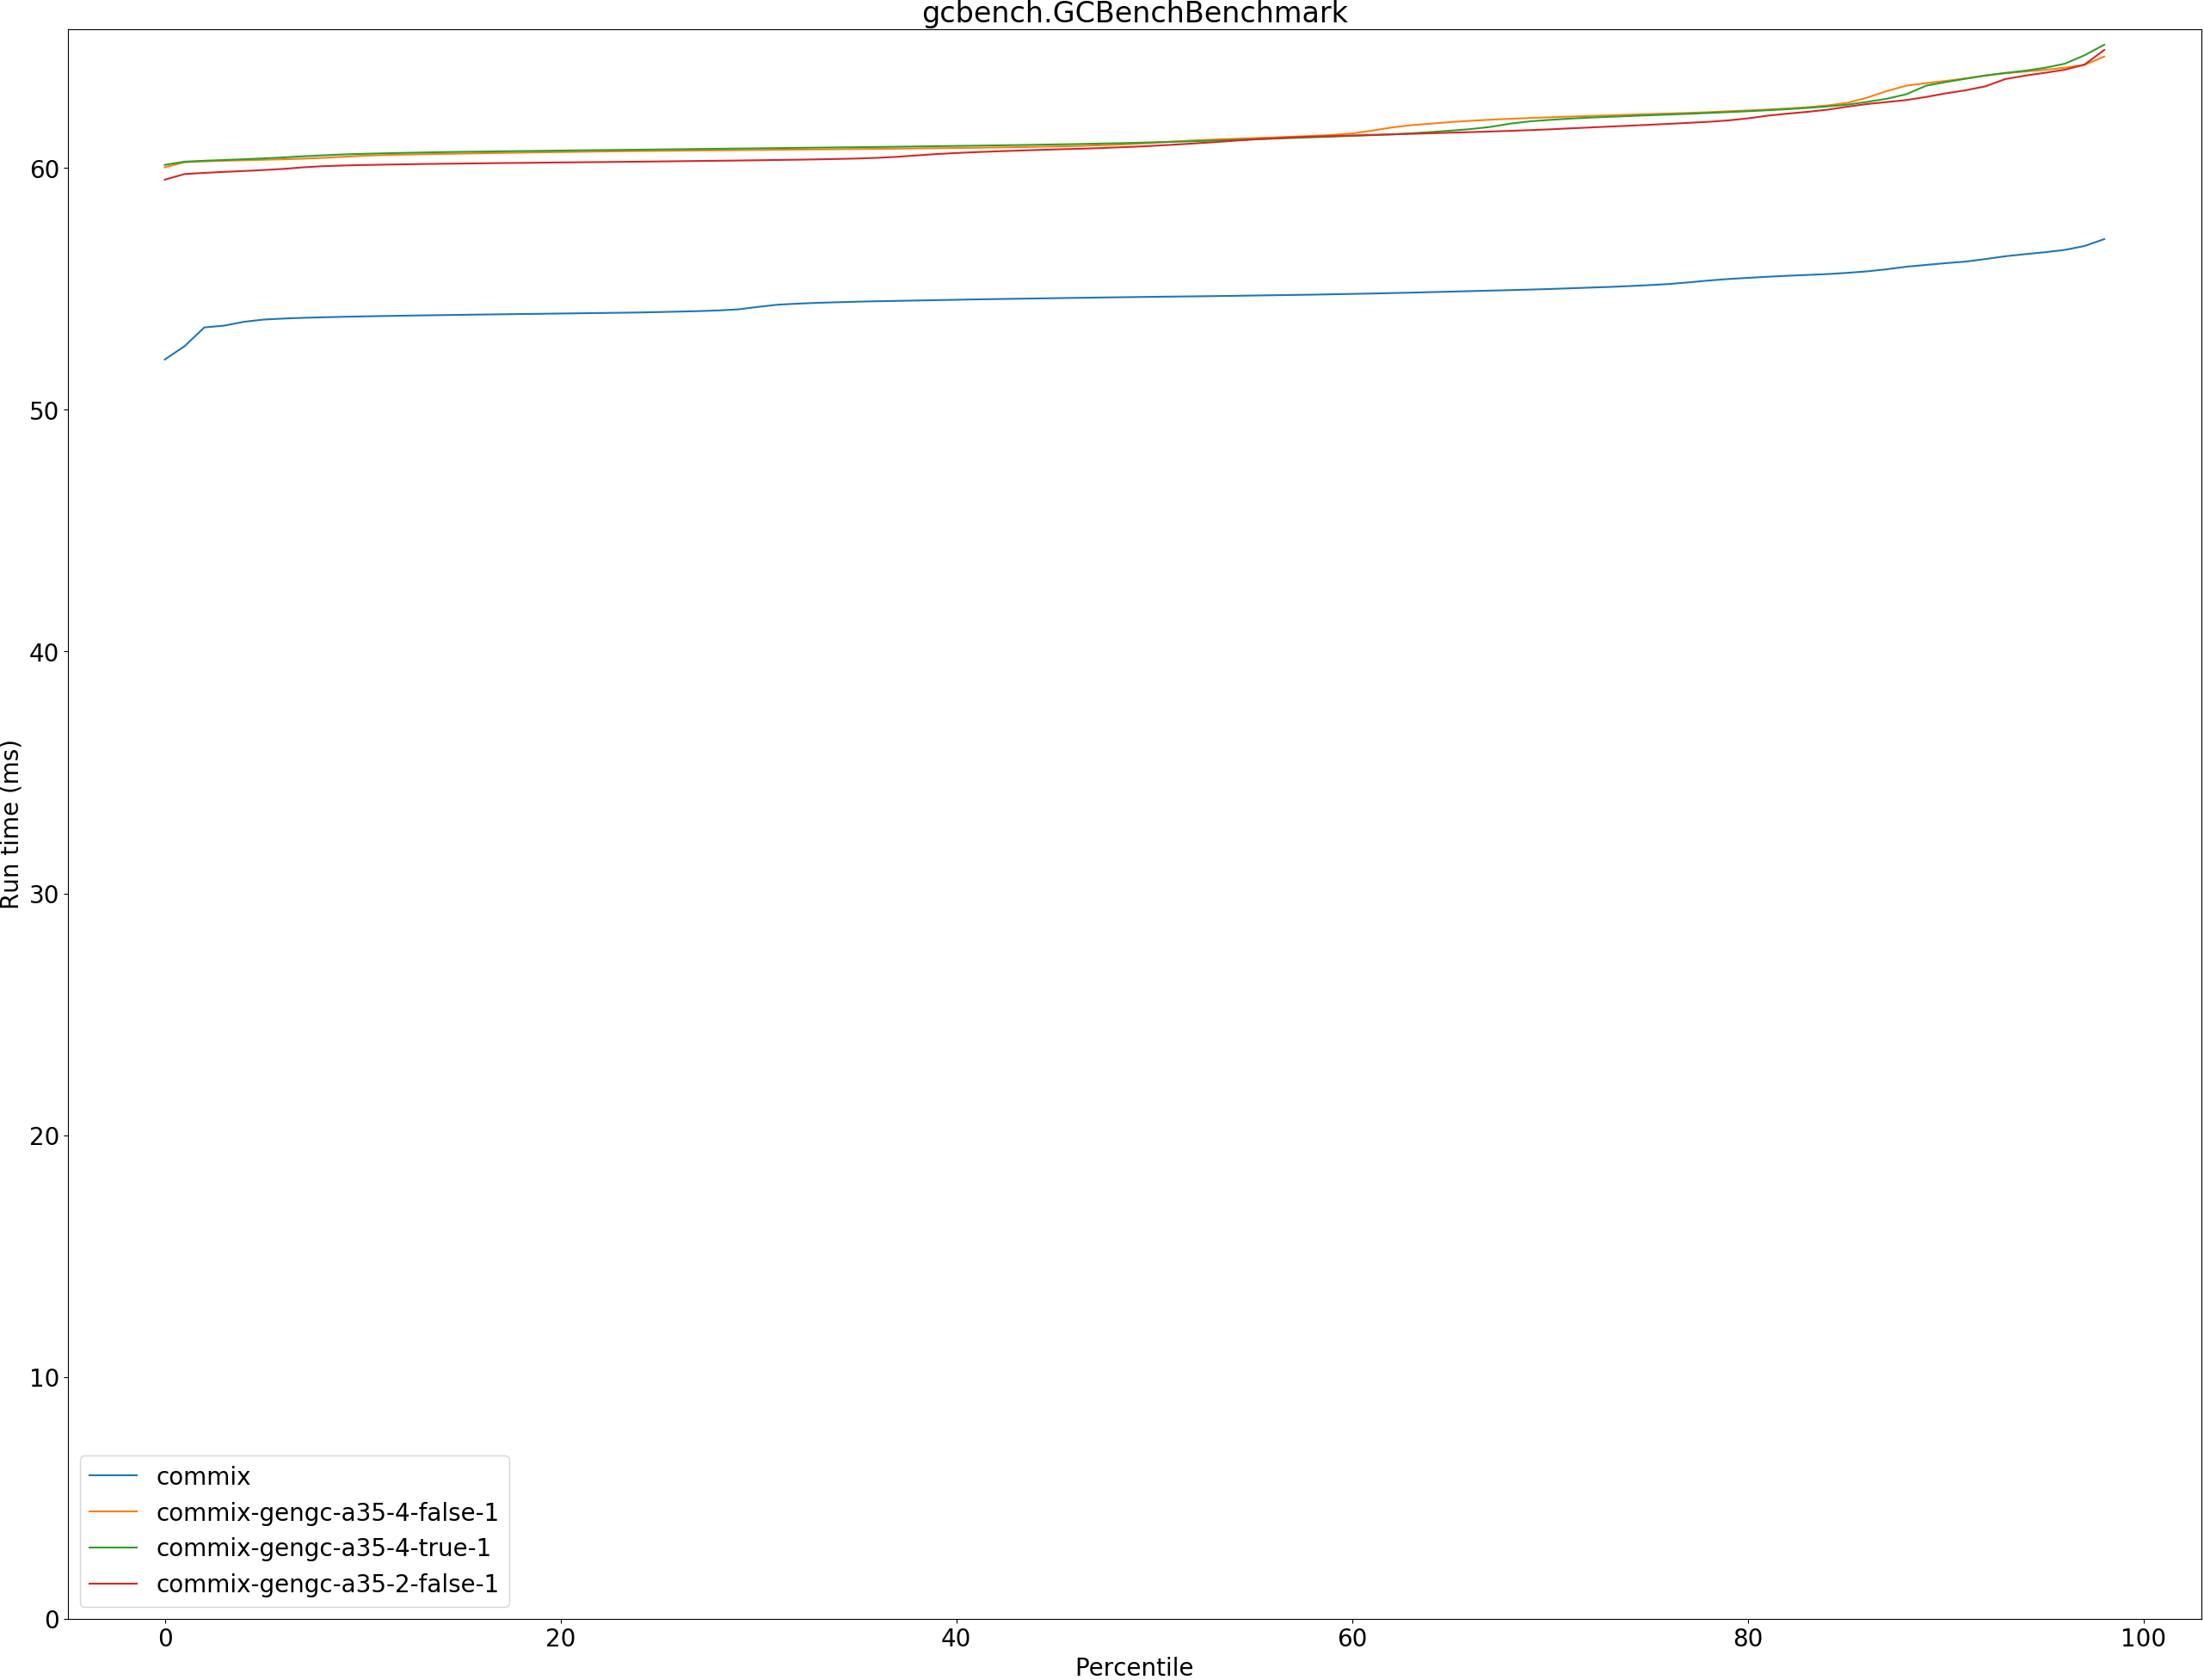 gcbench.GCBenchBenchmark
Run time (ms)
60
50
40
30
20
10
0
commix
commix-gengc-a35-4-false-1
commix-gengc-a35-4-true-1
commix-gengc-a35-2-false-1
0 20 40 60 80 100
Percentile